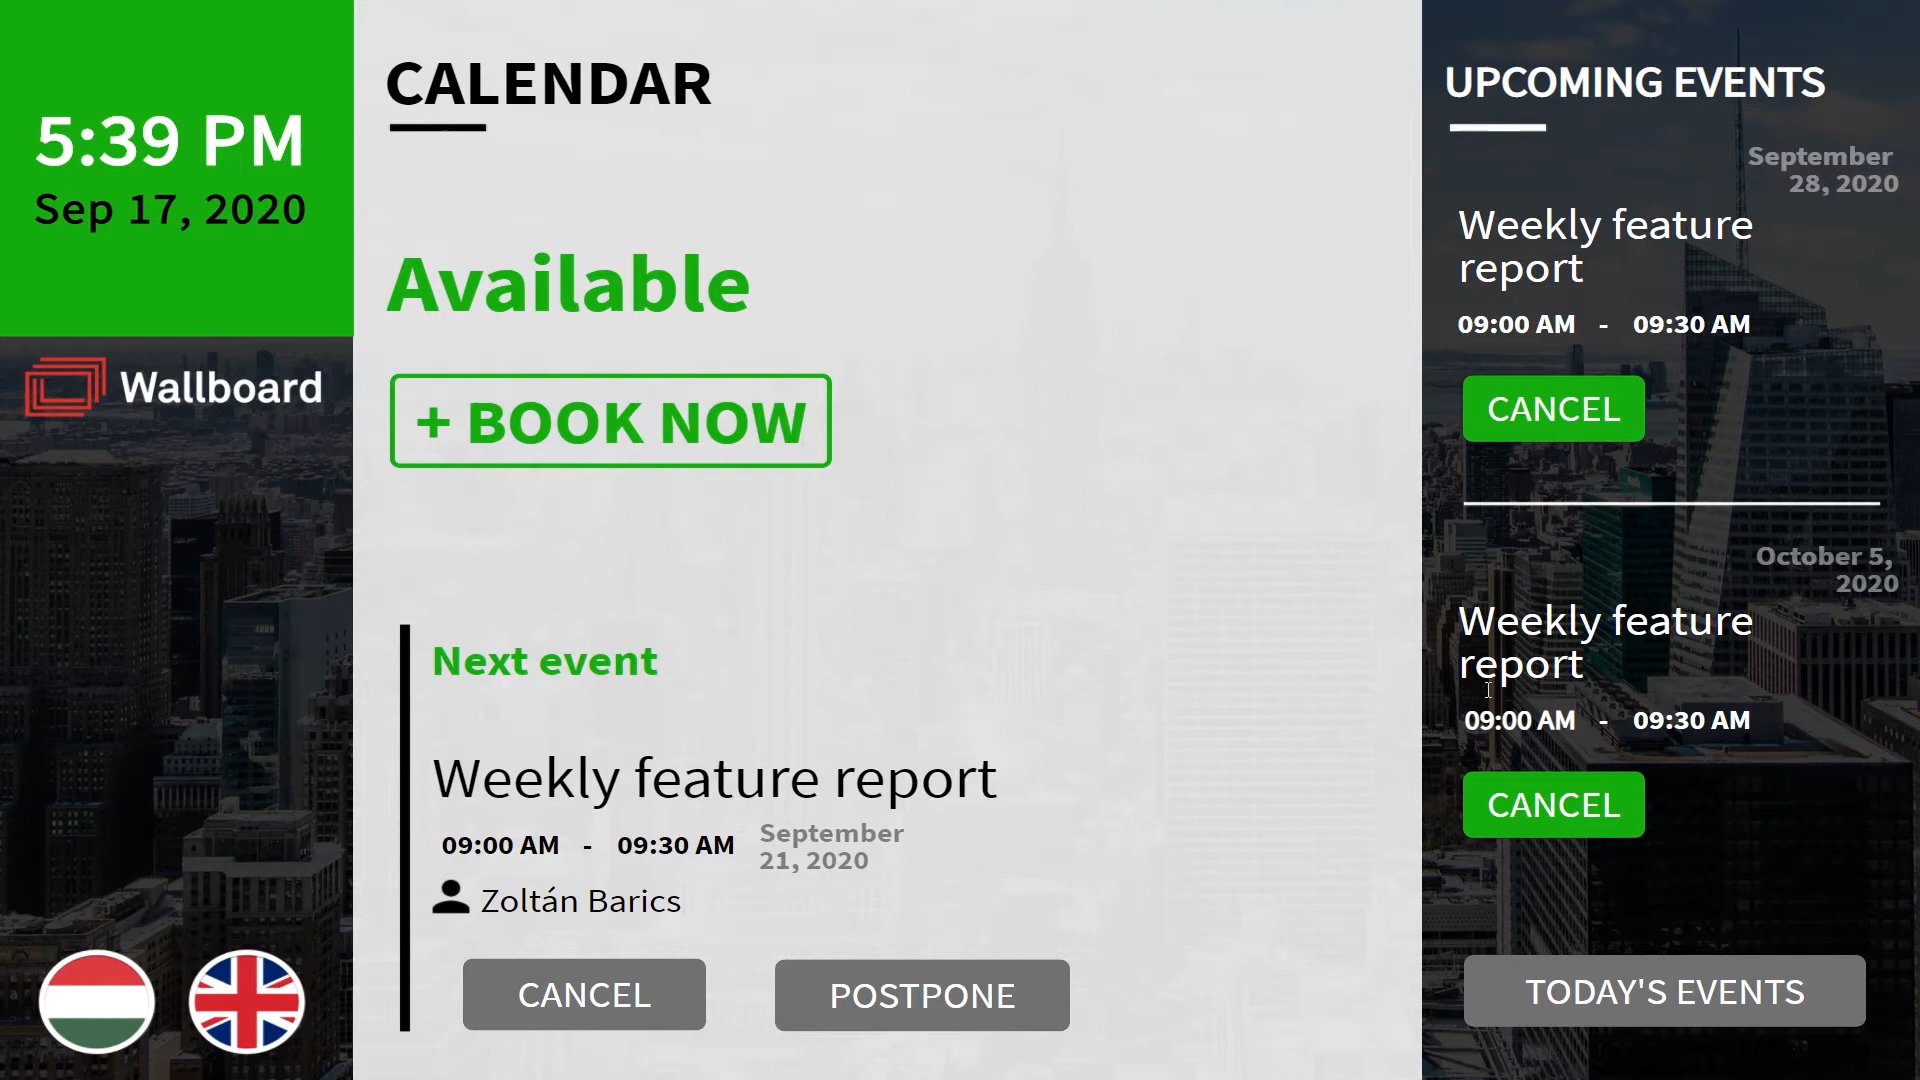 5:39 PM
Sep 17, 2020
Wallboard
CALENDAR
Available
+ BOOK NOW
Next event
Weekly feature report
09:00 AM - 09:30 AM
September
21, 2020
Zoltán Barics
CANCEL
POSTPONE
UPCOMING EVENTS
September
28, 2020
Weekly feature
report
09:00 AM - 09:30 AM
CANCEL
October 5,
2020
Weekly feature
report
09:00 AM - 09:30 AM
CANCEL
TODAY'S EVENTS